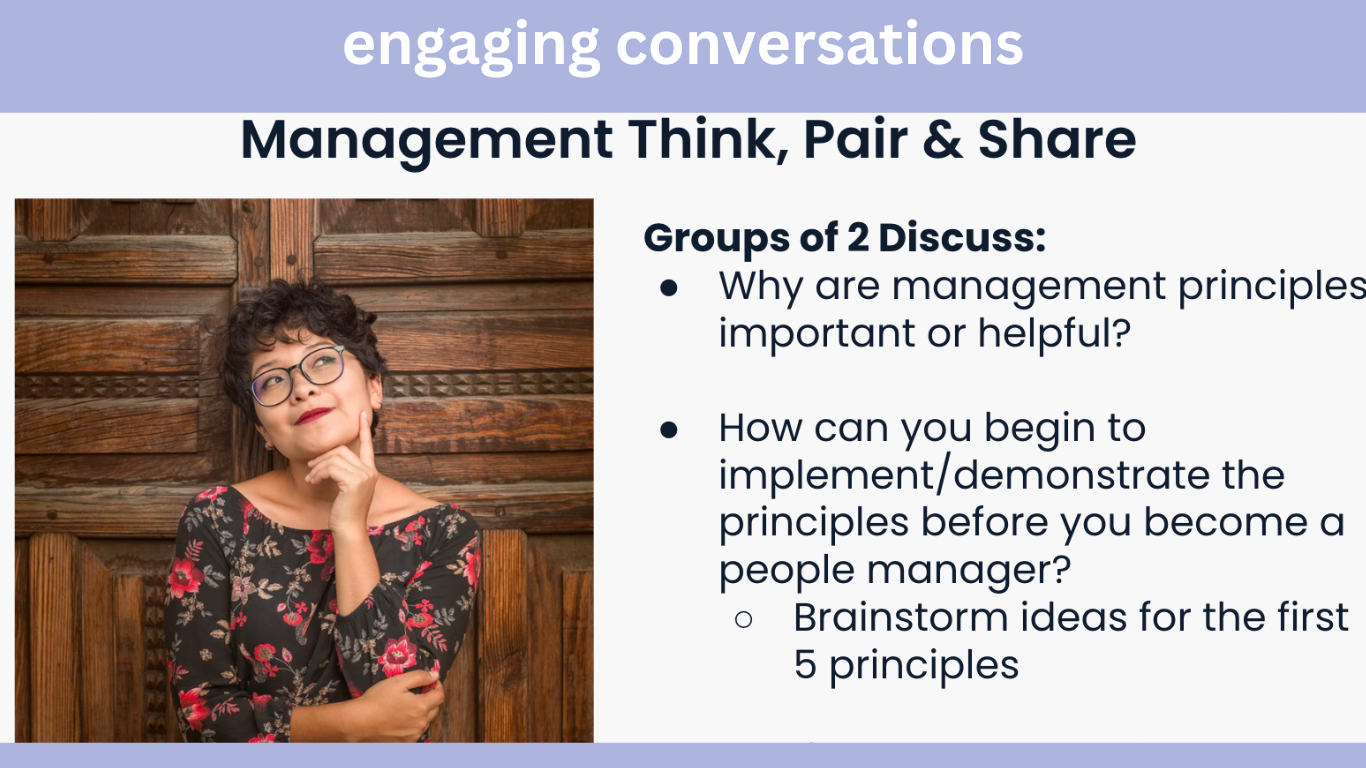 engaging conversations
Management Think, Pair & Share
Groups of 2 Discuss:
● Why are management principles
important or helpful?
● How can you begin to
implement/demonstrate the
principles before you become a
people manager?
○ Brainstorm ideas for the first
5 principles